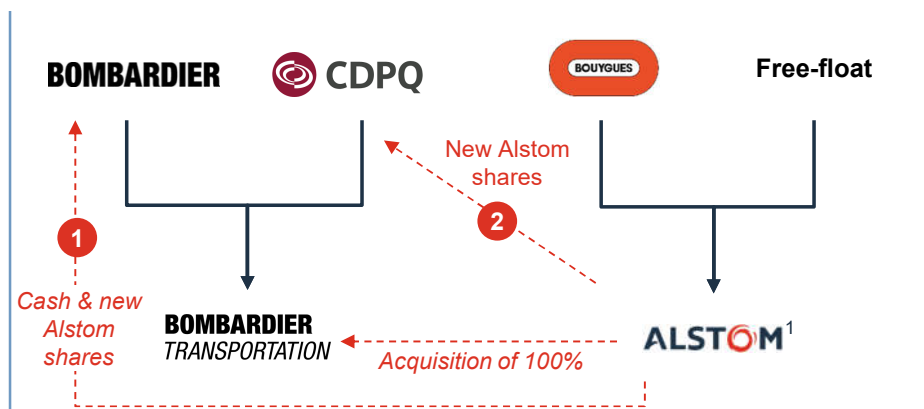 BOMBARDIER
CDPQ
BOUYGUES
Free-float
New Alstom
shares
1
2
Cash & new
Alstom
shares
BOMBARDIER
TRANSPORTATION
Acquisition of 100%
ALSTOM¹